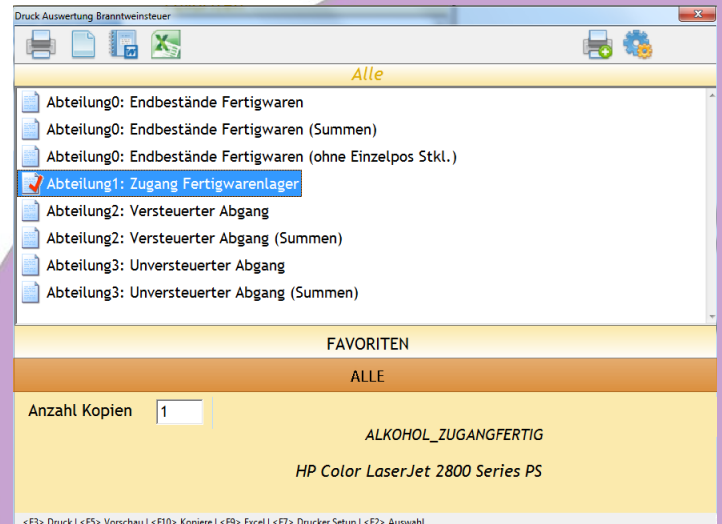 Druck Auswertung Branntweinsteuer
Alle
Abteilung0: Endbestände Fertigwaren
Abteilung0: Endbestände Fertigwaren (Summen)
Abteilung0: Endbestände Fertigwaren (ohne Einzelpos Stkl.)
Abteilung1: Zugang Fertigwarenlager
Abteilung2: Versteuerter Abgang
Abteilung2: Versteuerter Abgang (Summen)
Abteilung3: Unversteuerter Abgang
Abteilung3: Unversteuerter Abgang (Summen)
FAVORITEN
ALLE
Anzahl Kopien 1
ALKOHOL_ZUGANGFERTIG
HP Color LaserJet 2800 Series PS
<F3> Druck | <F5> Vorschau | <F10> Kopiere | <F9> Excel | <F7> Drucker Setup | <F2> Auswahl